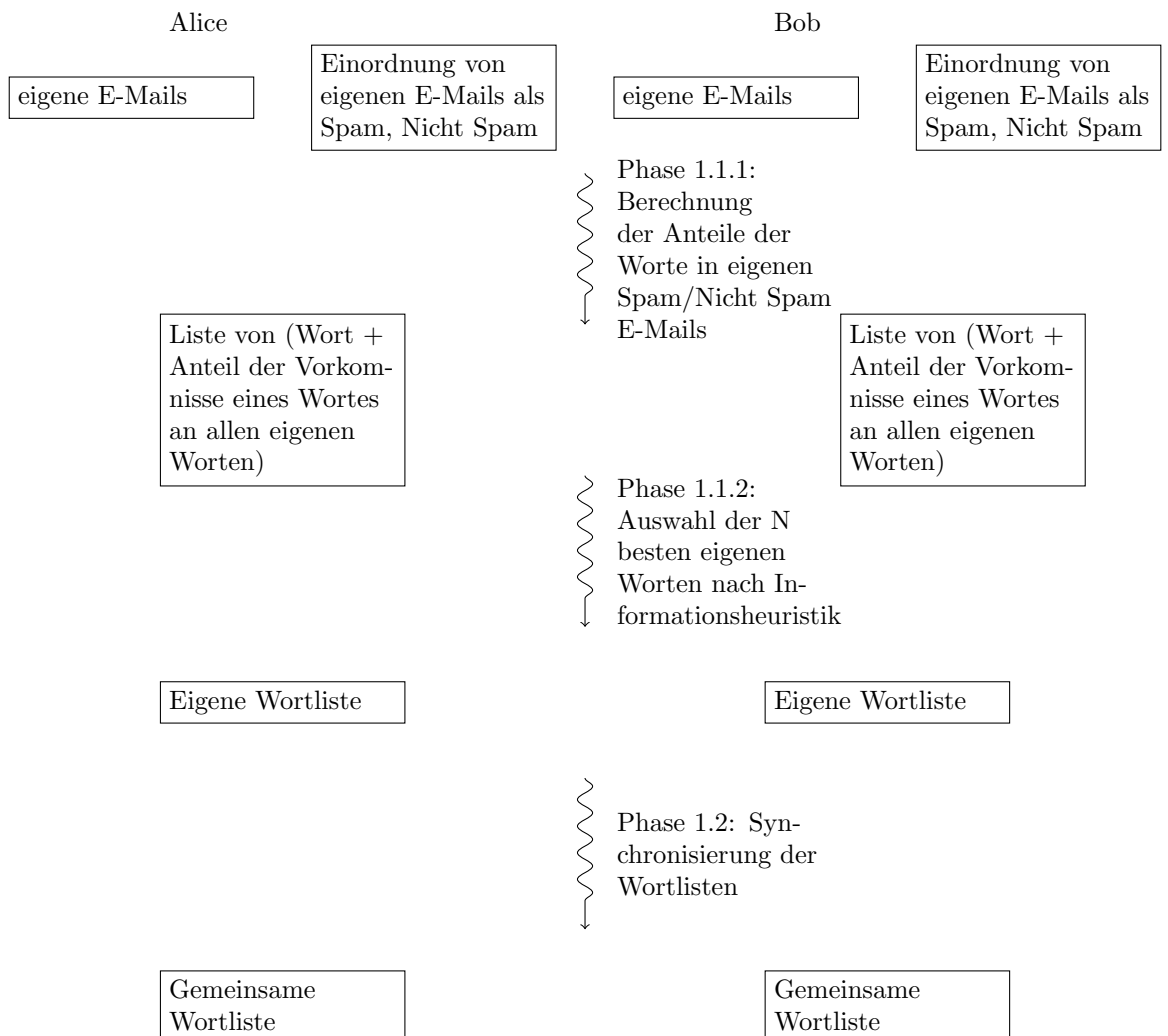 Alice
Bob
eigene E-Mails
Einordnung von
eigenen E-Mails als
Spam, Nicht Spam
eigene E-Mails
Einordnung von
eigenen E-Mails als
Spam, Nicht Spam
Phase 1.1.1:
Berechnung
der Anteile der
Worte in eigenen
Spam/Nicht Spam
E-Mails
Liste von (Wort +
Anteil der Vorkom-
nisse eines Wortes
an allen eigenen
Worten)
Liste von (Wort +
Anteil der Vorkom-
nisse eines Wortes
an allen eigenen
Worten)
Phase 1.1.2:
Auswahl der N
besten eigenen
Worten nach In-
formationsheuristik
Eigene Wortliste
Eigene Wortliste
Phase 1.2: Syn-
chronisierung der
Wortlisten
Gemeinsame
Wortliste
Gemeinsame
Wortliste